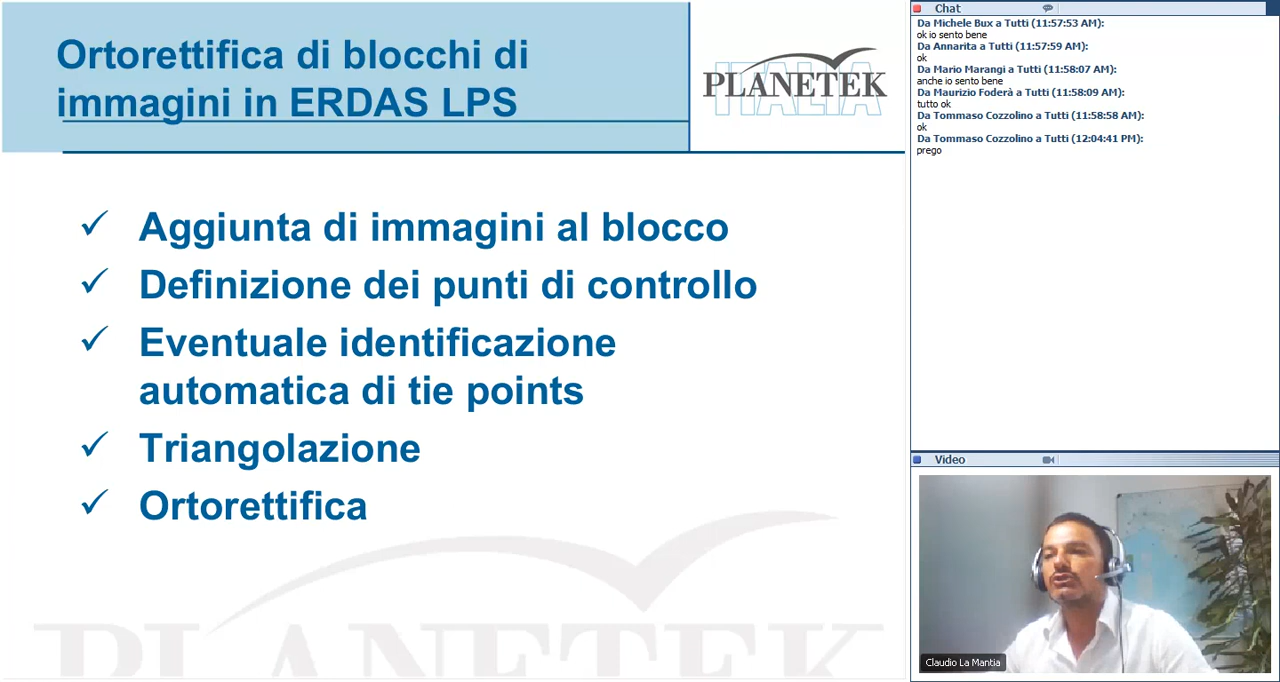 Ortorettifica di blocchi di
immagini in ERDAS LPS
PLANETEK
ITALIA
✓ Aggiunta di immagini al blocco
✓ Definizione dei punti di controllo
✓ Eventuale identificazione
automatica di tie points
✓ Triangolazione
✓ Ortorettifica
PLANETEK
Chat
Da Michele Bux a Tutti (11:57:53 AM):
ok io sento bene
Da Annarita a Tutti (11:57:59 AM):
ok
Da Mario Marangi a Tutti (11:58:07 AM):
anche io sento bene
Da Maurizio Foderà a Tutti (11:58:09 AM):
tutto ok
Da Tommaso Cozzolino a Tutti (11:58:58 AM):
ok
Da Tommaso Cozzolino a Tutti (12:04:41 PM):
prego
Video
Claudio La Mantia